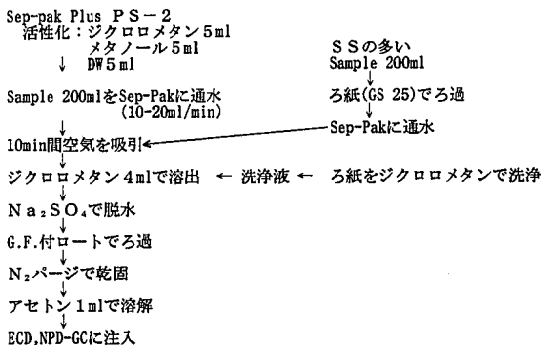 Sep-pak Plus PS-2
活性化:ジクロロメタン5ml
メタノール5ml
↓ DW5ml
SSの多い
Sample 200ml
↓
Sample 200mlをSep-Pakに通水
(10-20ml/min)
ろ紙(GS 25)でろ過
↓
Sep-Pakに通水
↓
10min間空気を吸引←
↓
ジクロロメタン4mlで溶出 ← 洗浄液 ← ろ紙をジクロロメタンで洗浄
↓
Na₂SO₄で脱水
↓
G.F.付ロートでろ過
↓
N₂パージで乾固
↓
アセトン1mlで溶解
↓
ECD,NPD-GCに注入